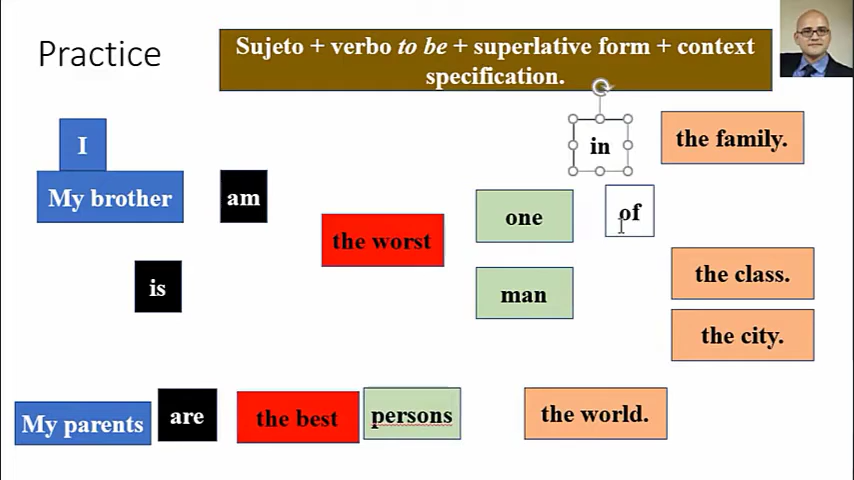 Practice
Sujeto + verbo to be + superlative form + context
specification.
I
in
the family.
My brother
am
one
of
the worst
is
man
the class.
the city.
My parents
are
the best
persons
the world.